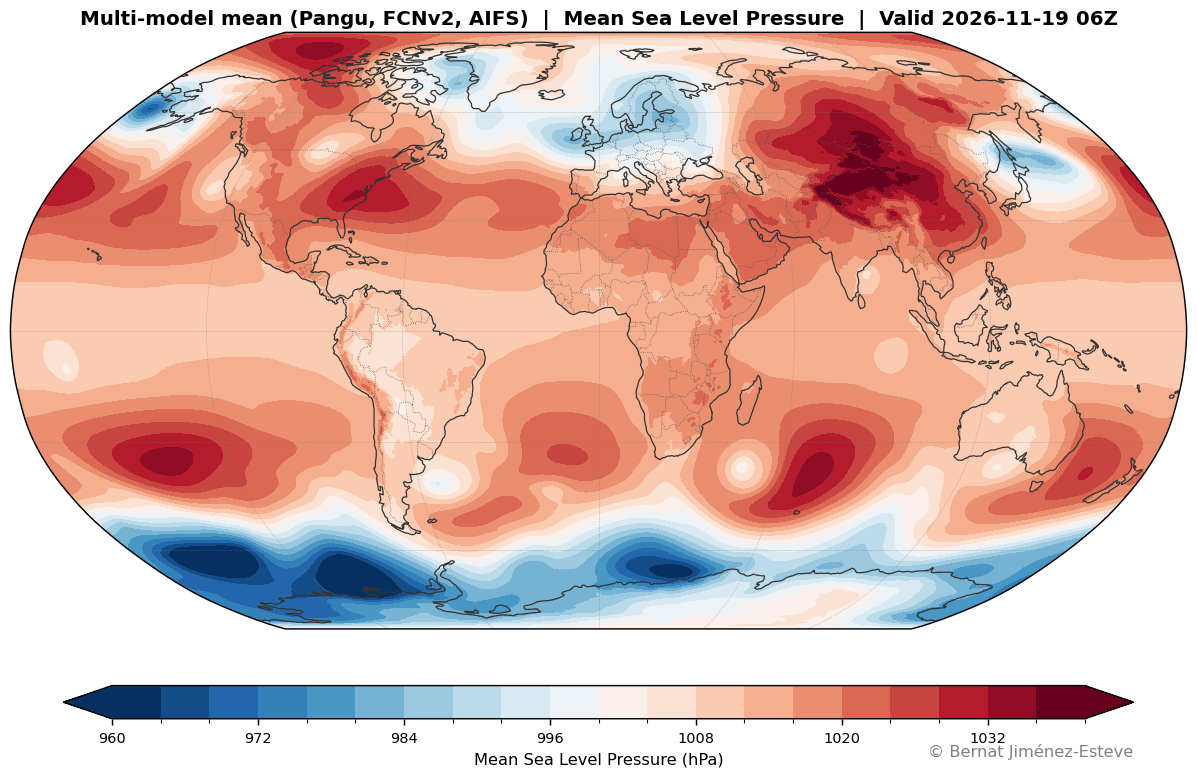 Multi-model mean (Pangu, FCNv2, AIFS) | Mean Sea Level Pressure | Valid 2026-11-19 06Z
960 972 984 996 1008 1020 1032
Mean Sea Level Pressure (hPa)
© Bernat Jiménez-Esteve